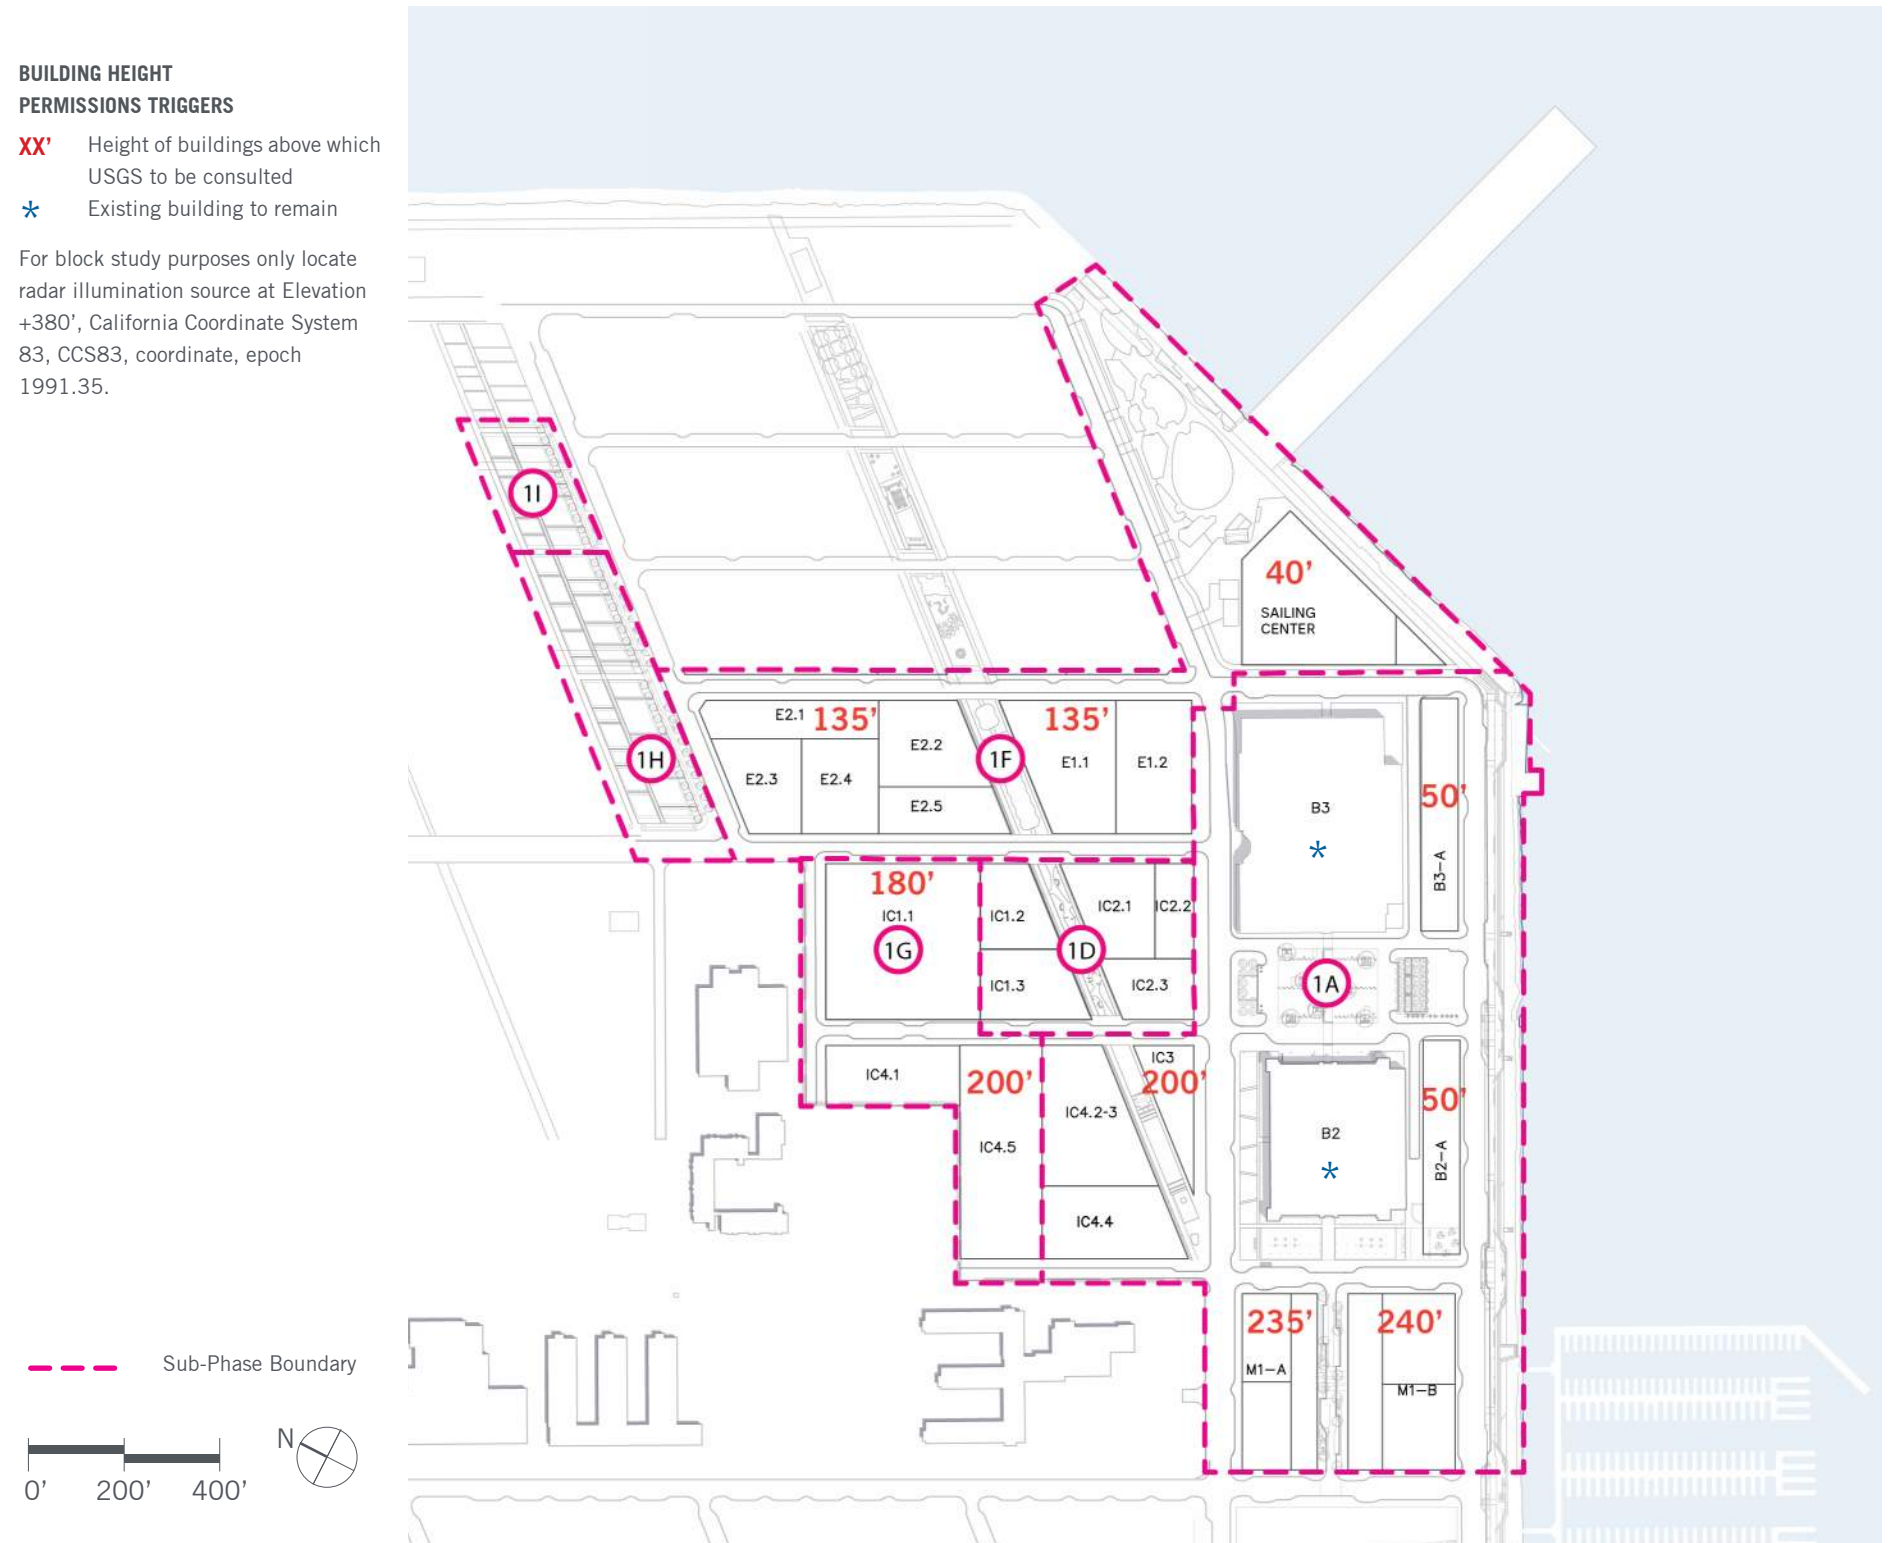 BUILDING HEIGHT
PERMISSIONS TRIGGERS
XX’ Height of buildings above which
USGS to be consulted
* Existing building to remain
For block study purposes only locate
radar illumination source at Elevation
+380’, California Coordinate System
83, CCS83, coordinate, epoch
1991.35.
1I
40’
SAILING
CENTER
1H
E2.1 135’
135’
E2.2
1F
E1.1
E1.2
E2.3
E2.4
E2.5
B3
*
50’
B3-A
180’
IC1.1
1G
IC1.2
IC2.1
IC2.2
1D
IC1.3
IC2.3
1A
IC4.1
200’
IC3
200’
IC4.2-3
IC4.5
IC4.4
B2
*
50’
B2-A
235’
240’
M1-A
M1-B
Sub-Phase Boundary
N
0’ 200’ 400’